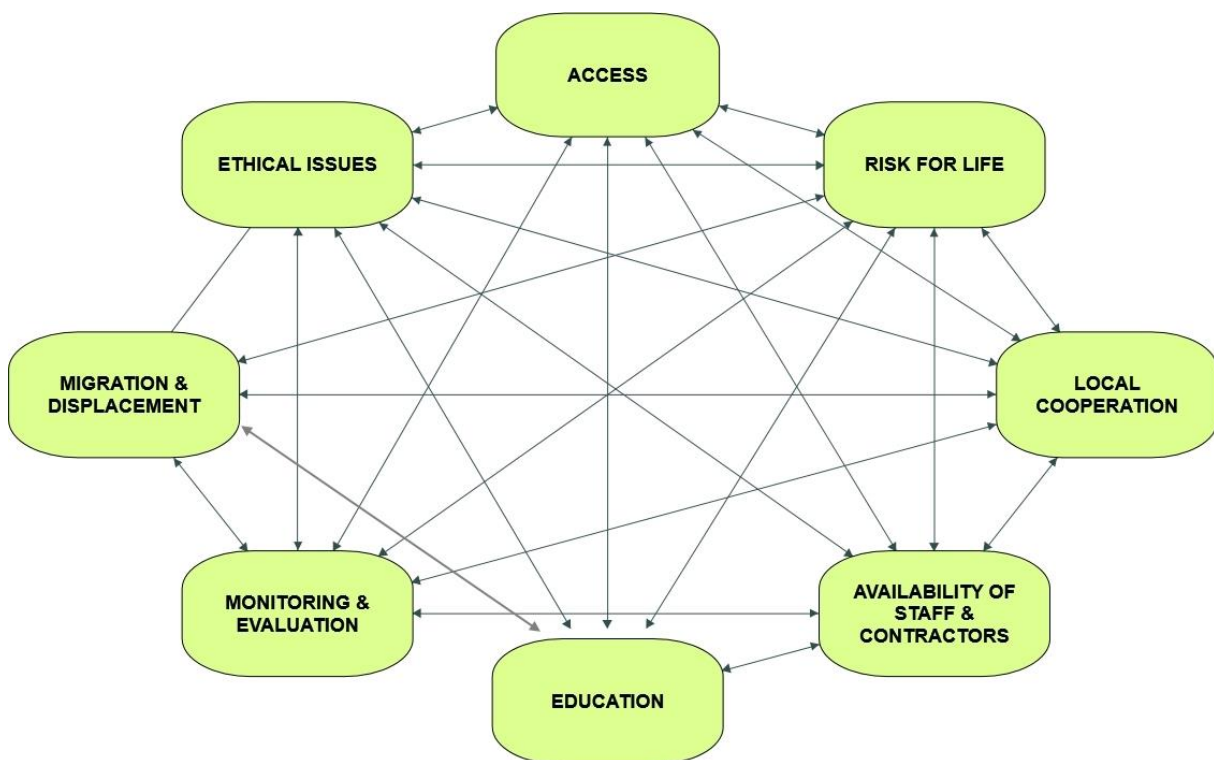 ACCESS
ETHICAL ISSUES
RISK FOR LIFE
MIGRATION &
DISPLACEMENT
LOCAL
COOPERATION
MONITORING &
EVALUATION
AVAILABILITY OF
STAFF &
CONTRACTORS
EDUCATION